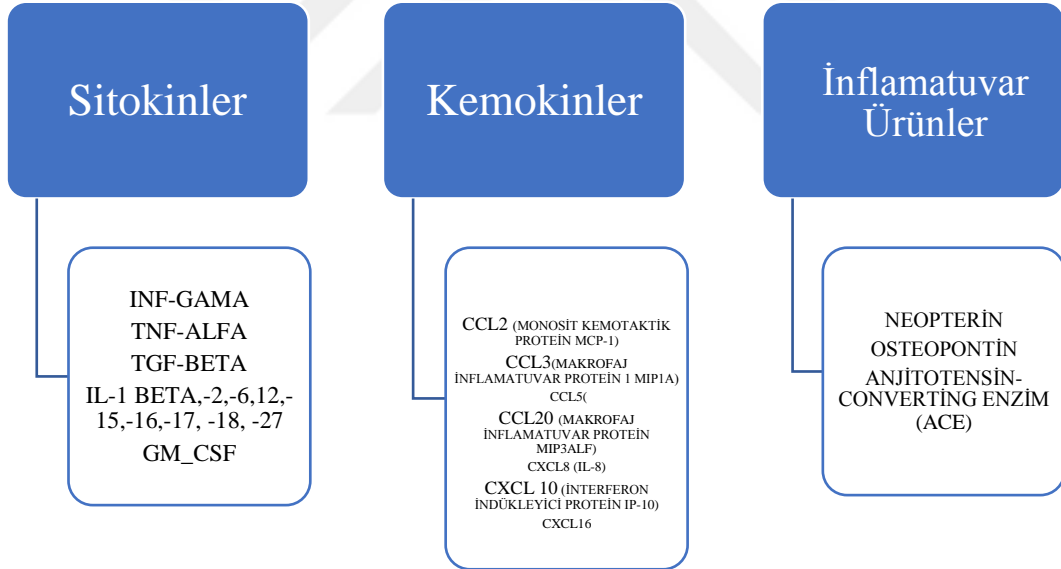 Sitokinler
INF-GAMA
TNF-ALFA
TGF-BETA
IL-1 BETA,-2,-6,12,-
15,-16,-17, -18, -27
GM_CSF
Kemokinler
CCL2 (MONOSİT KEMOTAKTİK
PROTEİN MCP-1)
CCL3(MAKROFAJ
İNFLAMATUVAR PROTEİN 1 MIP1A)
CCL5(
CCL20 (MAKROFAJ
İNFLAMATUVAR PROTEİN
MIP3ALF)
CXCL8 (IL-8)
CXCL 10 (İNTERFERON
İNDÜKLEYİCİ PROTEİN IP-10)
CXCL16
İnflamatuvar
Ürünler
NEOPTERİN
OSTEOPONTİN
ANJİTOTENSİN-
CONVERTİNG ENZİM
(ACE)